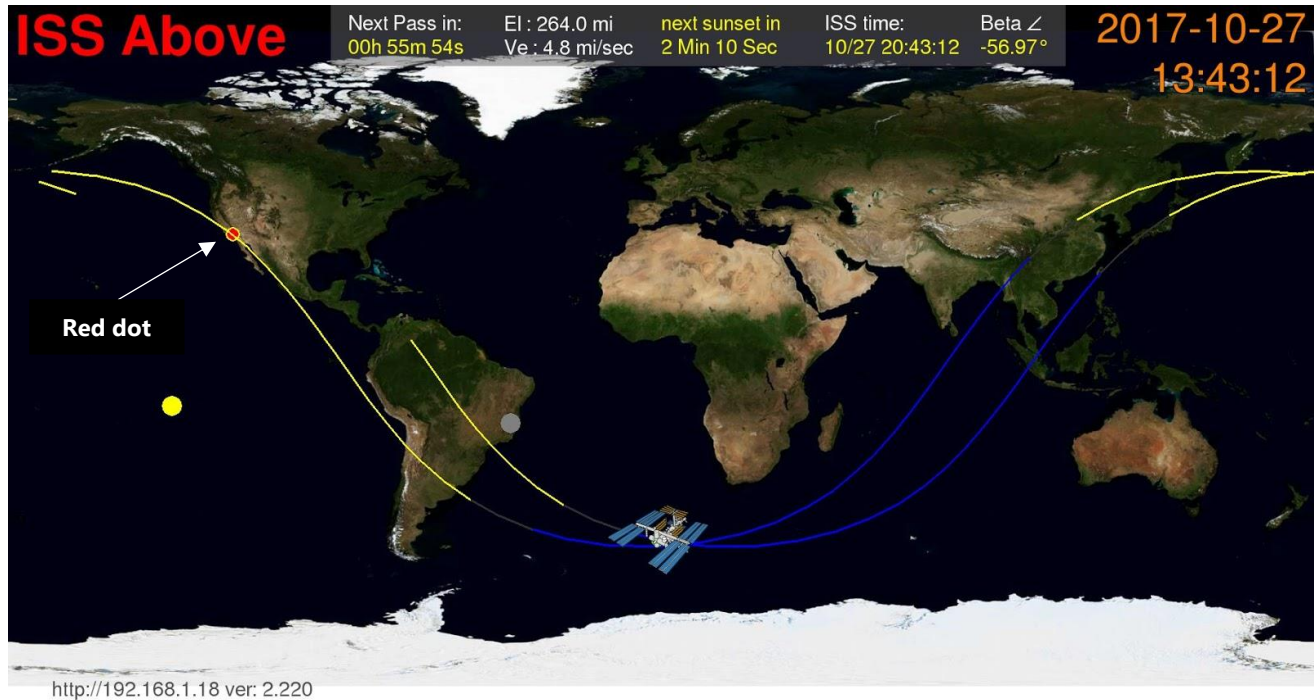 ISS Above
Next Pass in:
00h 55m 54s
El : 264.0 mi
Ve : 4.8 mi/sec
next sunset in
2 Min 10 Sec
ISS time:
10/27 20:43:12
Beta ∠
-56.97°
2017-10-27
13:43:12
Red dot
http://192.168.1.18 ver: 2.220